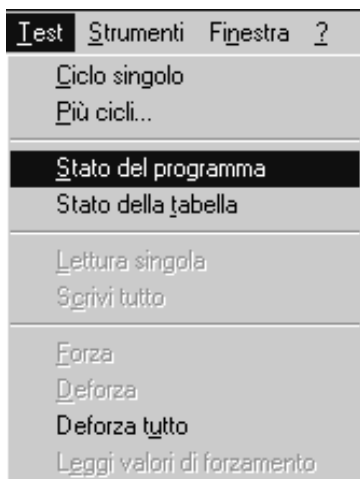 Test Strumenti Finestra ?
Ciclo singolo
Più cicli...
Stato del programma
Stato della tabella
Lettura singola
Scrivi tutto
Forza
Deforza
Deforza tutto
Leggi valori di forzamento